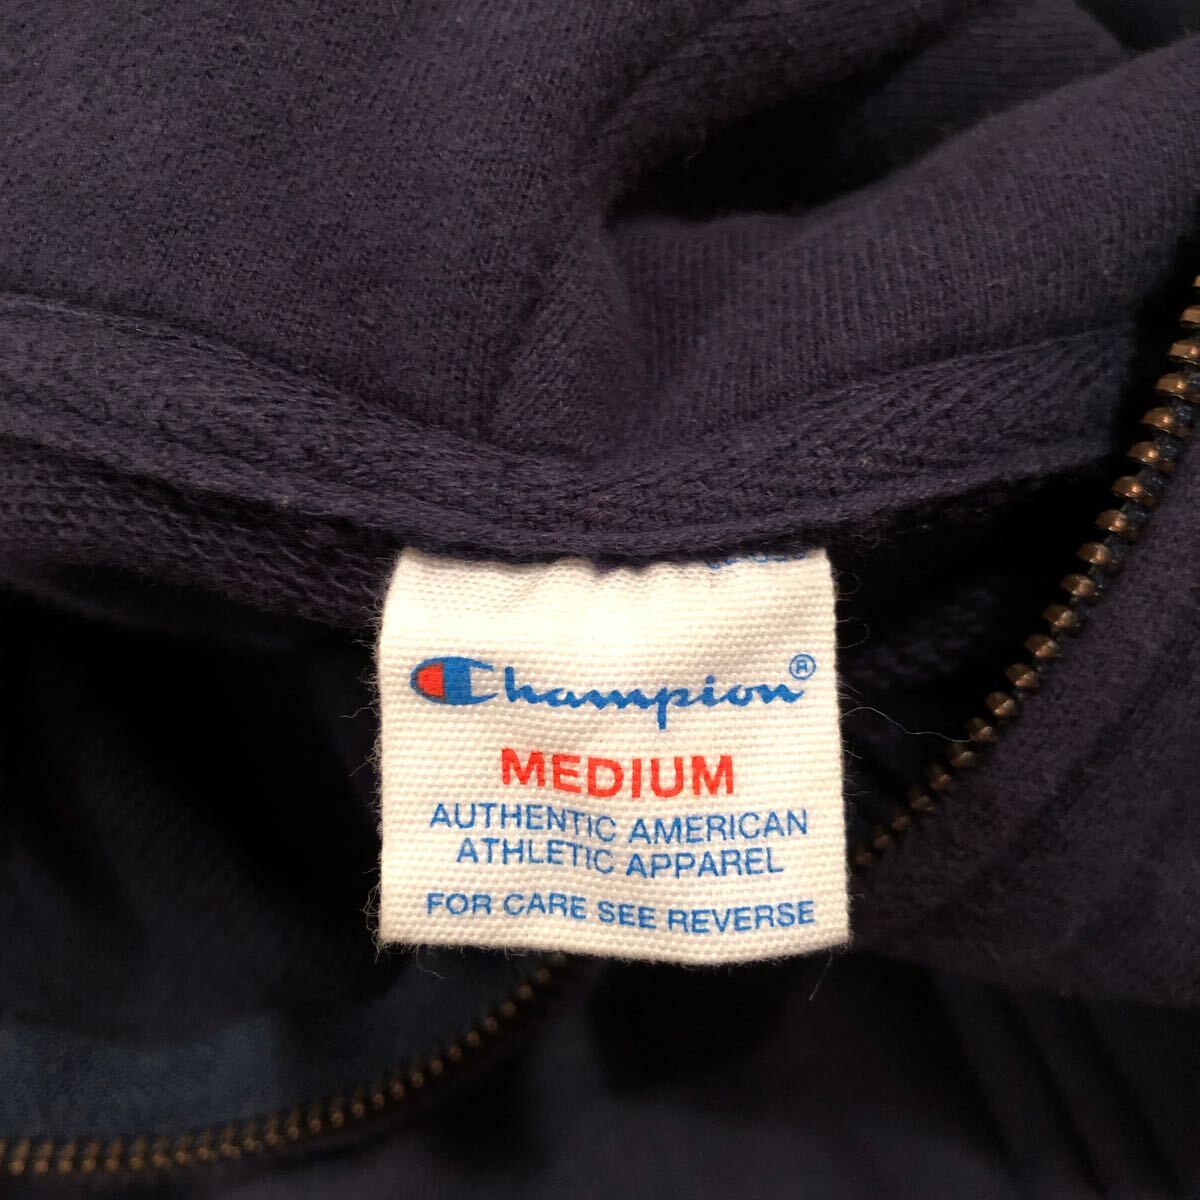 Champion®
MEDIUM
AUTHENTIC AMERICAN
ATHLETIC APPAREL
FOR CARE SEE REVERSE